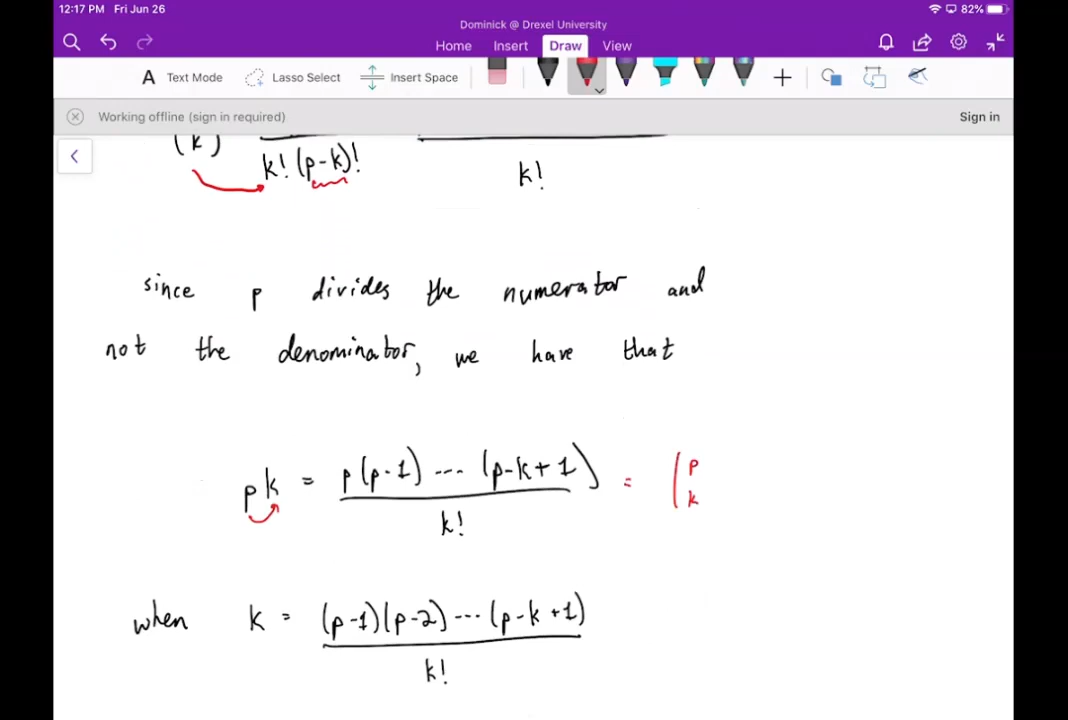 12:17 PM Fri Jun 26
82%
Dominick @ Drexel University
Home Insert Draw View
Text Mode Lasso Select Insert Space
Working offline (sign in required) Sign in
(k) k! (p-k)! k!
since p divides the numerator and
not the denominator, we have that
pk = p(p-1) --- (p-k+1) / k! = (p k
when k = (p-1)(p-2) --- (p-k+1) / k!